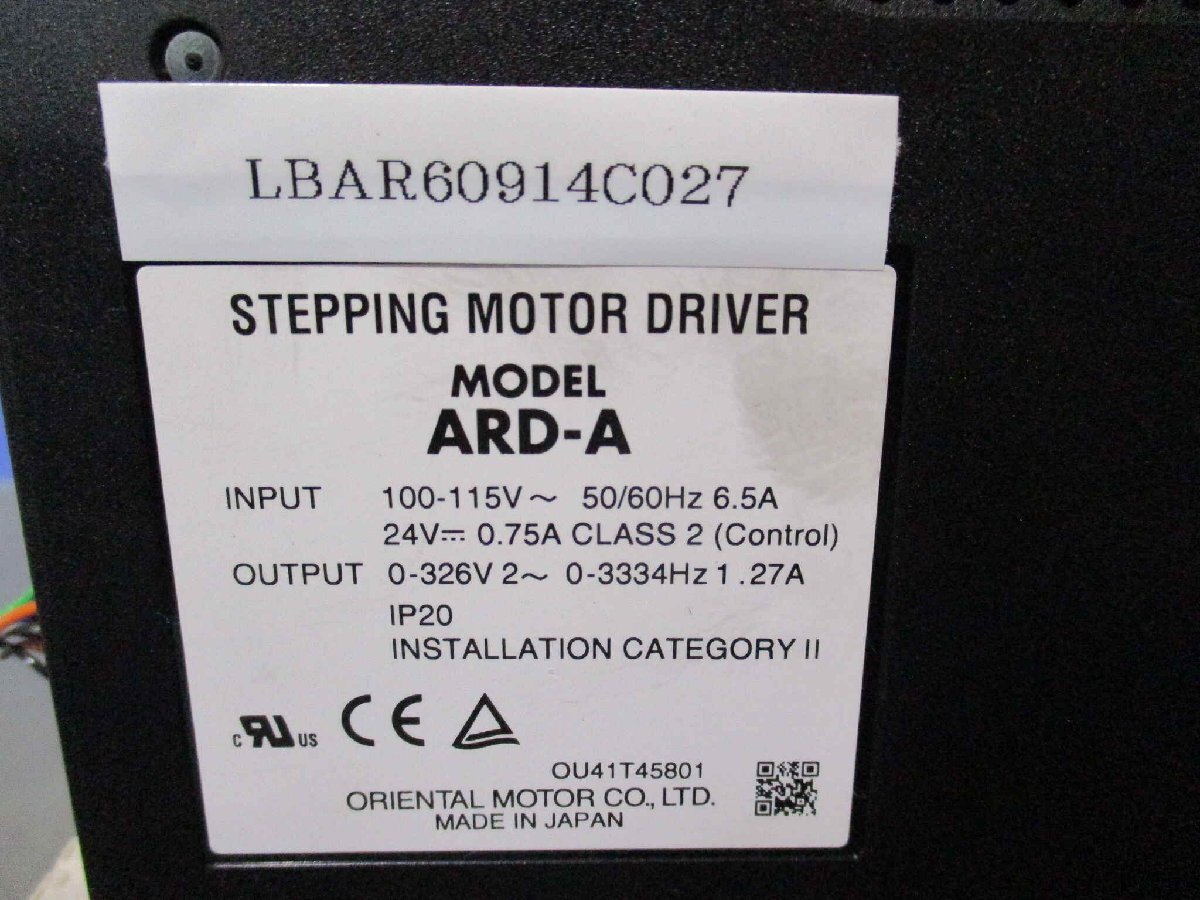 LBAR60914C027
STEPPING MOTOR DRIVER
MODEL
ARD-A
INPUT 100-115V~ 50/60Hz 6.5A
24V⎓ 0.75A CLASS 2 (Control)
OUTPUT 0-326V 2~ 0-3334Hz 1.27A
IP20
INSTALLATION CATEGORY II
c RU US CE
OU41T45801
ORIENTAL MOTOR CO., LTD.
MADE IN JAPAN